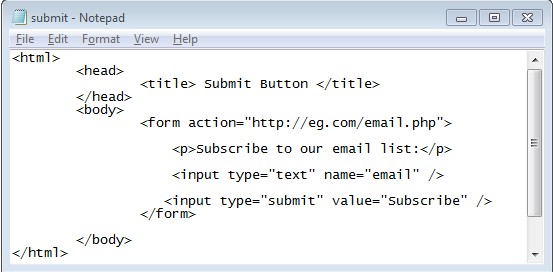 submit - Notepad
File Edit Format View Help
<html>
<head>
<title> Submit Button </title>
</head>
<body>
<form action="http://eg.com/email.php">
<p>Subscribe to our email list:</p>
<input type="text" name="email" />
<input type="submit" value="Subscribe" />
</form>
</body>
</html>